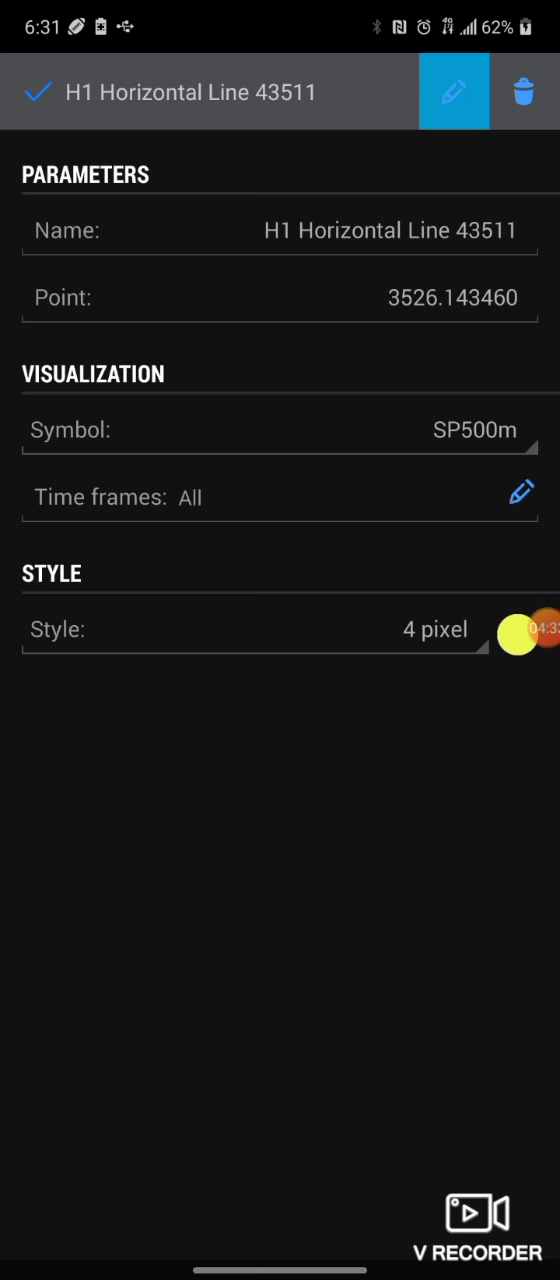 6:31
4G
62%
H1 Horizontal Line 43511
PARAMETERS
Name: H1 Horizontal Line 43511
Point: 3526.143460
VISUALIZATION
Symbol: SP500m
Time frames: All
STYLE
Style: 4 pixel
V RECORDER